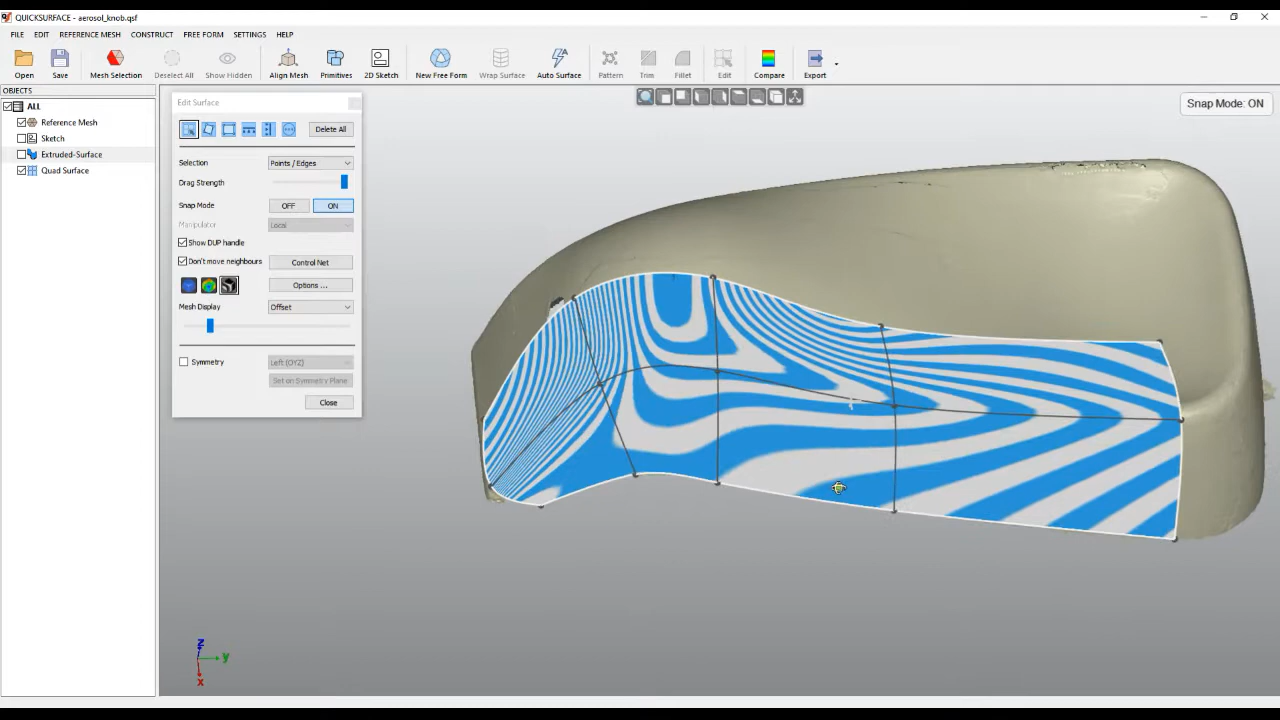 QUICKSURFACE - aerosol_knob.qsf
FILE EDIT REFERENCE MESH CONSTRUCT FREE FORM SETTINGS HELP
Open Save Mesh Selection Deselect All Show Hidden Align Mesh Primitives 2D Sketch New Free Form Wrap Surface Auto Surface Pattern Trim Fillet Edit Compare Export
OBJECTS
ALL
Reference Mesh
Sketch
Extruded-Surface
Quad Surface
Edit Surface
Delete All
Selection Points / Edges
Drag Strength
Snap Mode OFF ON
Manipulator Local
Show DUP handle
Don't move neighbours Control Net
Options ...
Mesh Display Offset
Symmetry Left (OYZ)
Set on Symmetry Plane
Close
Snap Mode: ON
z
y
x